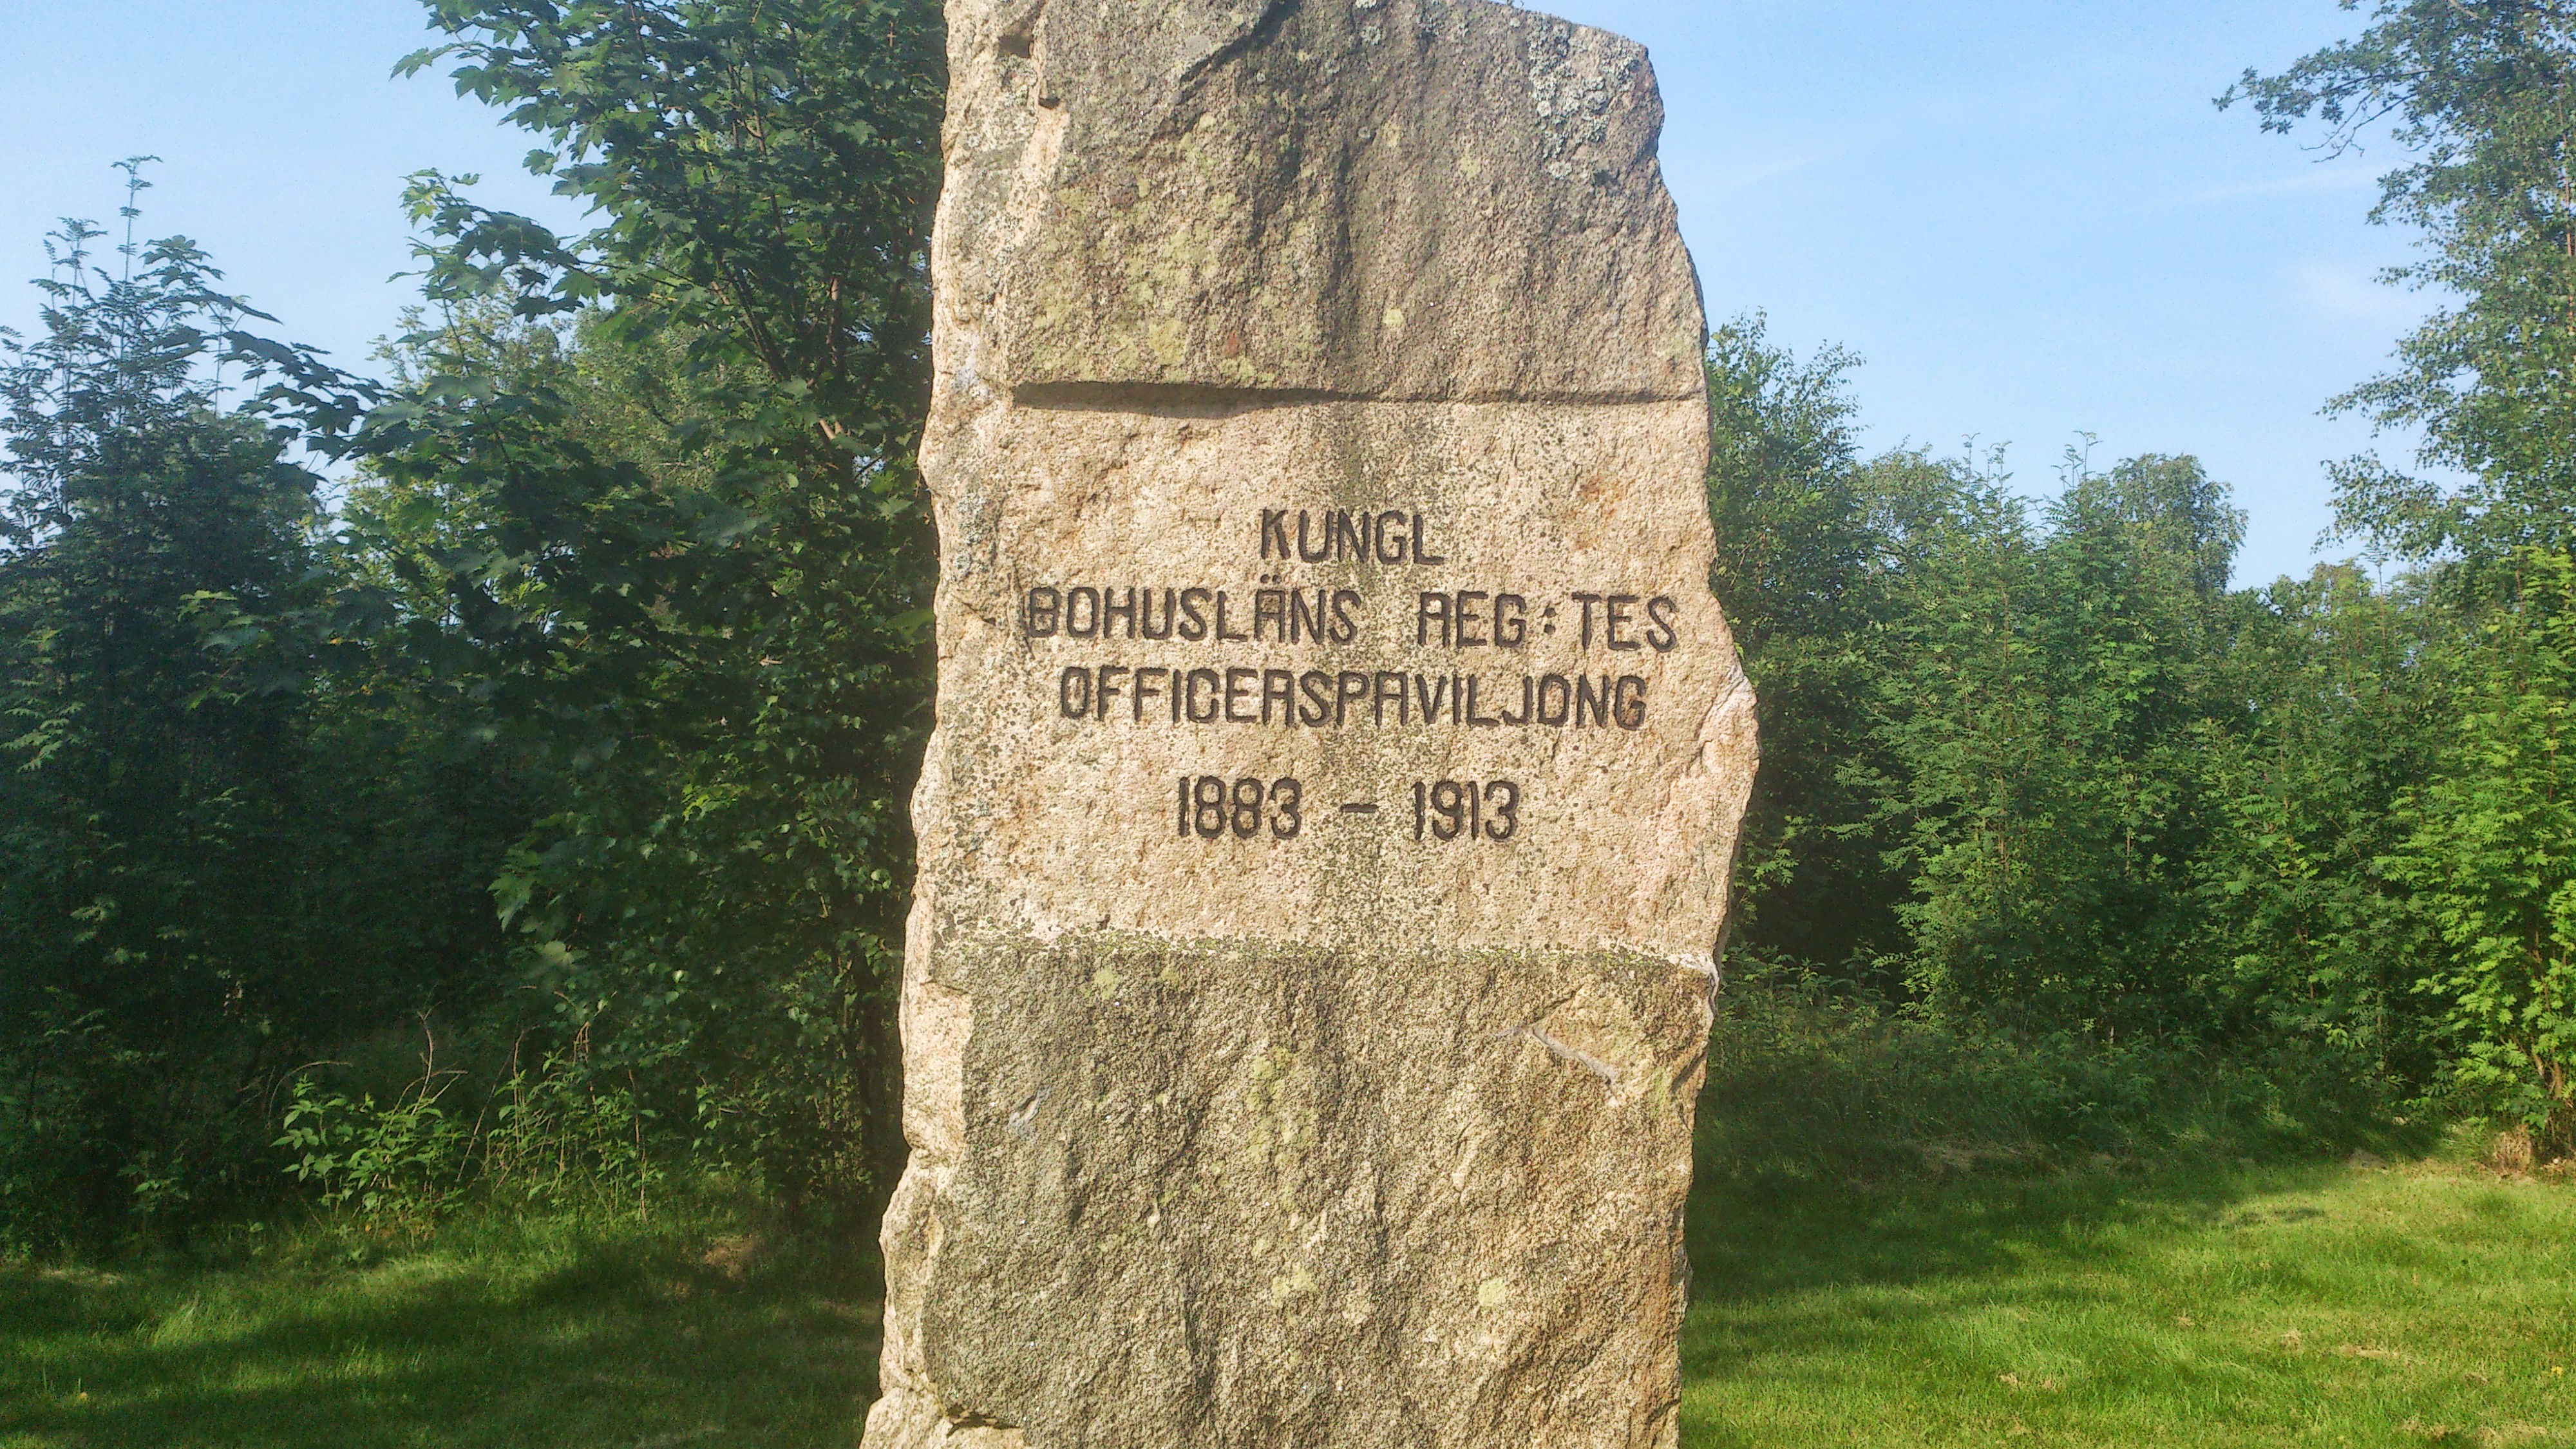 KUNGL
BOHUSLÄNS REG:TES
OFFICERSPAVILJONG
1883 – 1913